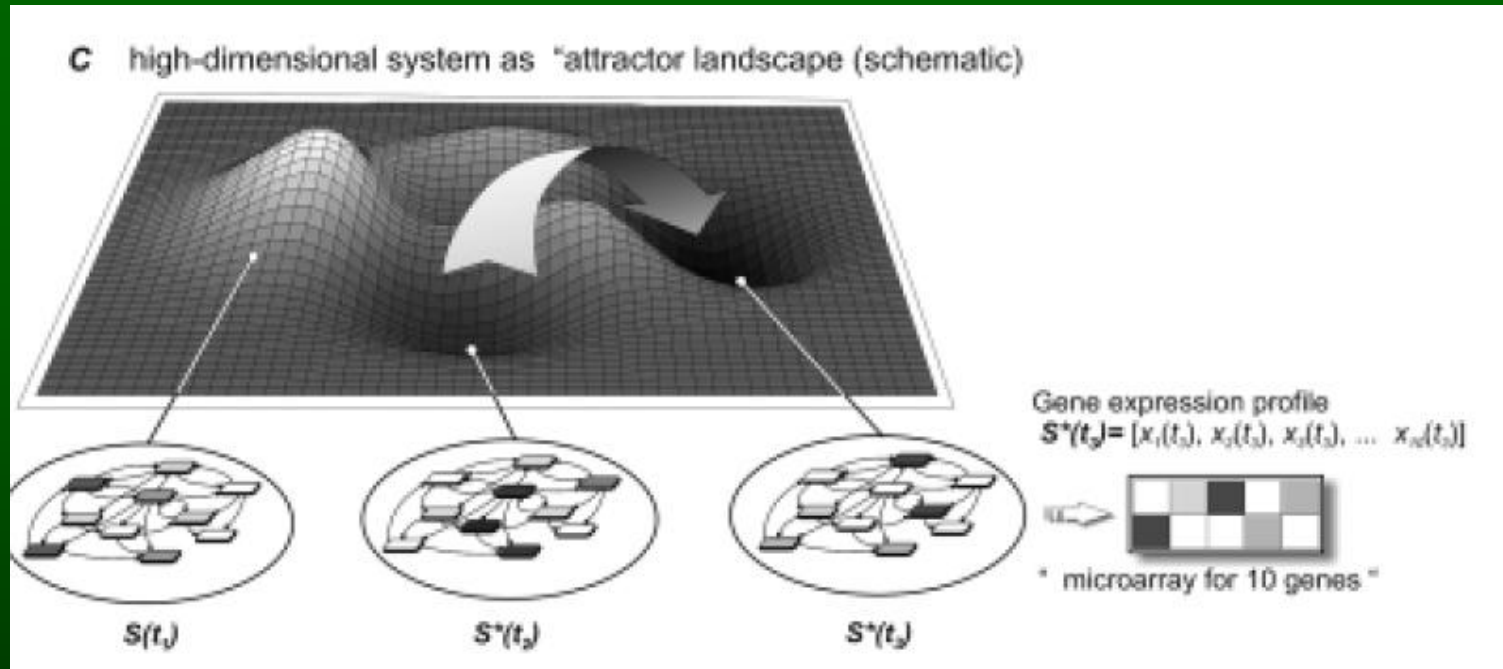 C high-dimensional system as "attractor landscape (schematic)
Gene expression profile
S*(t₃)= [x₁(t₃), x₂(t₃), x₃(t₃), ... x₁₀(t₃)]
" microarray for 10 genes "
S(t₁)
S*(t₂)
S*(t₃)